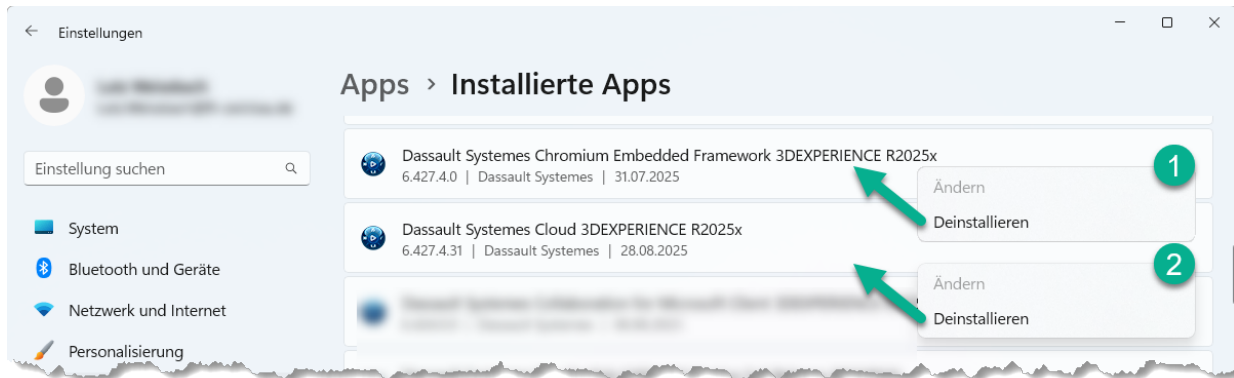 Einstellungen
Apps > Installierte Apps
Einstellung suchen
System
Bluetooth und Geräte
Netzwerk und Internet
Personalisierung
Dassault Systemes Chromium Embedded Framework 3DEXPERIENCE R2025x
6.427.4.0 | Dassault Systemes | 31.07.2025
1
Ändern
Deinstallieren
Dassault Systemes Cloud 3DEXPERIENCE R2025x
6.427.4.31 | Dassault Systemes | 28.08.2025
2
Ändern
Deinstallieren